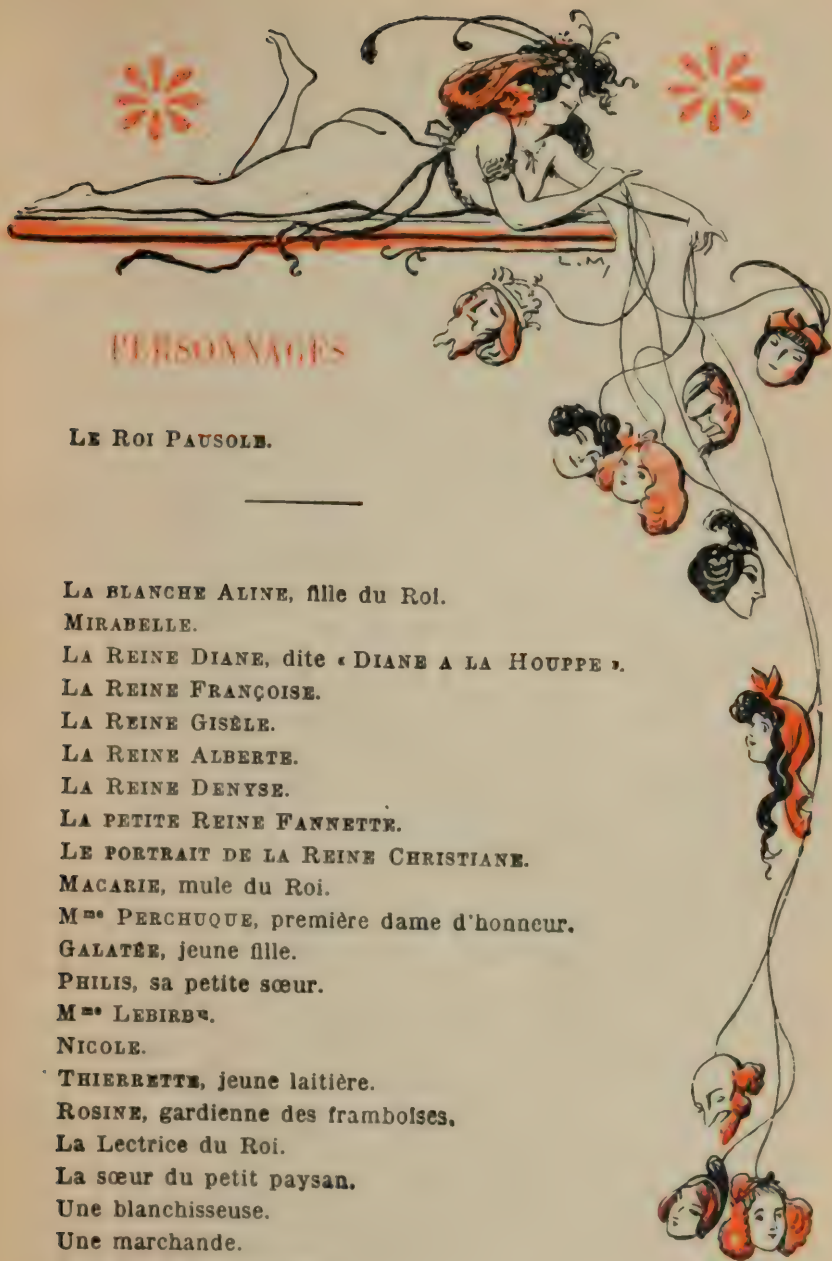 L.M.
PERSONNAGES
LE ROI PAUSOLE.
LA BLANCHE ALINE, fille du Roi.
MIRABELLE.
LA REINE DIANE, dite « DIANE A LA HOUPPE ».
LA REINE FRANÇOISE.
LA REINE GISÈLE.
LA REINE ALBERTE.
LA REINE DENYSE.
LA PETITE REINE FANNETTE.
LE PORTRAIT DE LA REINE CHRISTIANE.
MACARIE, mule du Roi.
Mme PERCHUQUE, première dame d'honneur.
GALATÉE, jeune fille.
PHILIS, sa petite sœur.
Mme LEBIRBE.
NICOLE.
THIERRETTE, jeune laitière.
ROSINE, gardienne des framboises.
La Lectrice du Roi.
La sœur du petit paysan.
Une blanchisseuse.
Une marchande.